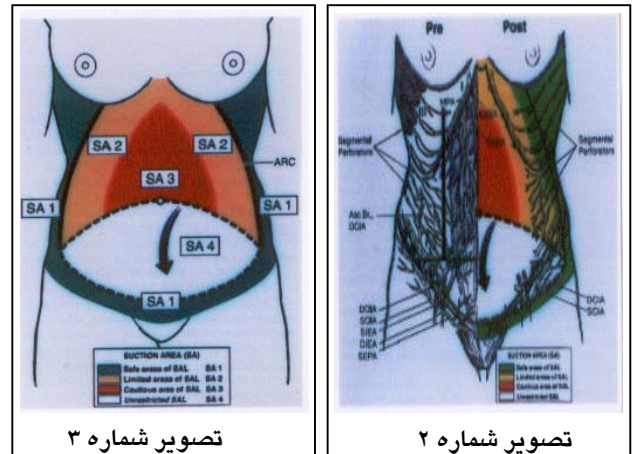 SA 2
SA 2
ARC
SA 3
SA 1
SA 1
SA 4
SA 1
SUCTION AREA (SA)
Safe areas of SAL SA 1
Limited areas of SAL SA 2
Cautious area of SAL SA 3
Unrestricted SAL SA 4
تصویر شماره ۳
Pre
Post
Segmental
Perforators
Segmental
Perforators
Asc. Br.,
DCIA
DCIA
SCIA
SIEA
DIEA
SEPA
DCIA
SCIA
SUCTION AREA (SA)
Safe areas of SAL
Limited areas of SAL
Cautious area of SAL
Unrestricted SAL
تصویر شماره ۲